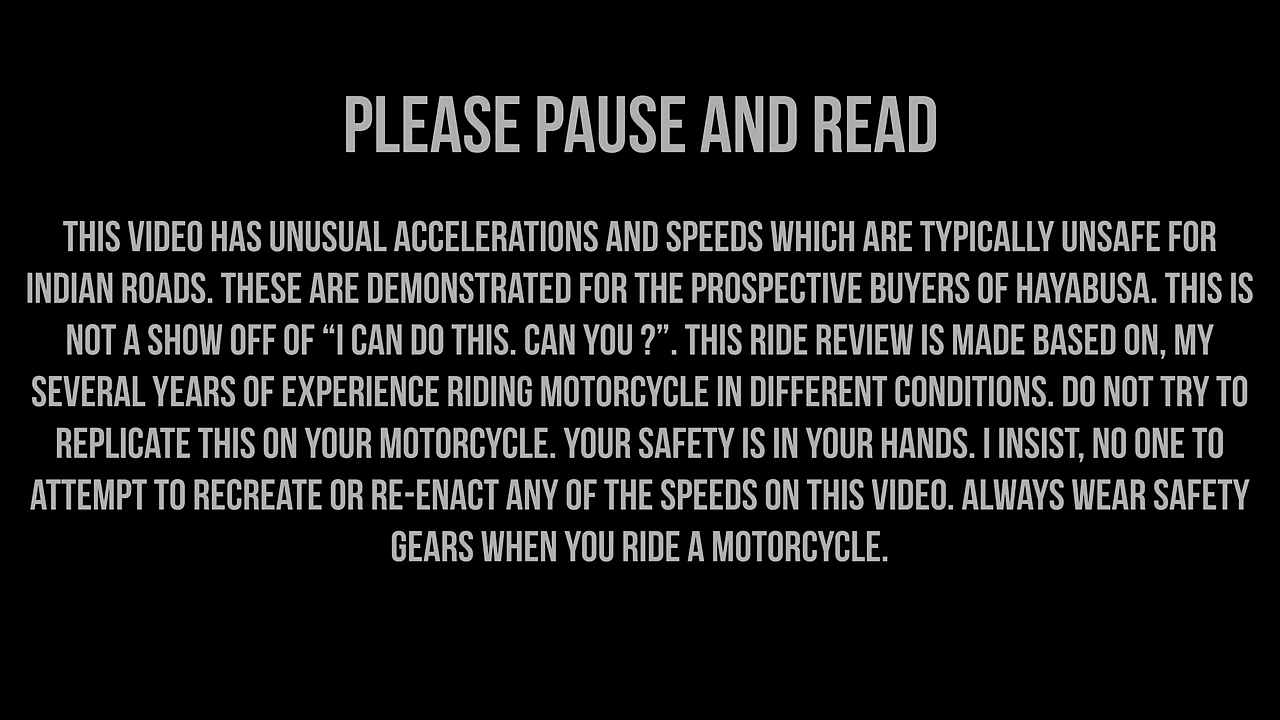 PLEASE PAUSE AND READ
THIS VIDEO HAS UNUSUAL ACCELERATIONS AND SPEEDS WHICH ARE TYPICALLY UNSAFE FOR
INDIAN ROADS. THESE ARE DEMONSTRATED FOR THE PROSPECTIVE BUYERS OF HAYABUSA. THIS IS
NOT A SHOW OFF OF “I CAN DO THIS. CAN YOU ?”. THIS RIDE REVIEW IS MADE BASED ON, MY
SEVERAL YEARS OF EXPERIENCE RIDING MOTORCYCLE IN DIFFERENT CONDITIONS. DO NOT TRY TO
REPLICATE THIS ON YOUR MOTORCYCLE. YOUR SAFETY IS IN YOUR HANDS. I INSIST, NO ONE TO
ATTEMPT TO RECREATE OR RE-ENACT ANY OF THE SPEEDS ON THIS VIDEO. ALWAYS WEAR SAFETY
GEARS WHEN YOU RIDE A MOTORCYCLE.